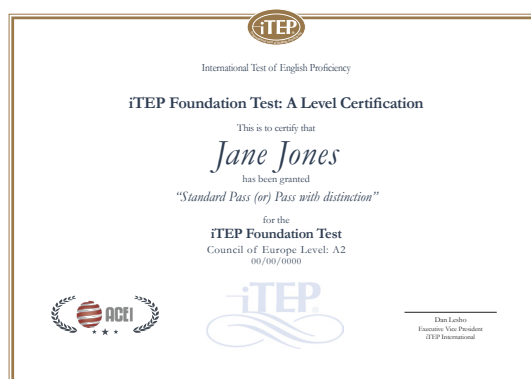 iTEP
International Test of English Proficiency
iTEP Foundation Test: A Level Certification
This is to certify that
Jane Jones
has been granted
“Standard Pass (or) Pass with distinction”
for the
iTEP Foundation Test
Council of Europe Level: A2
00/00/0000
iTEP
ACEI
Dan Lesho
Executive Vice President
iTEP International